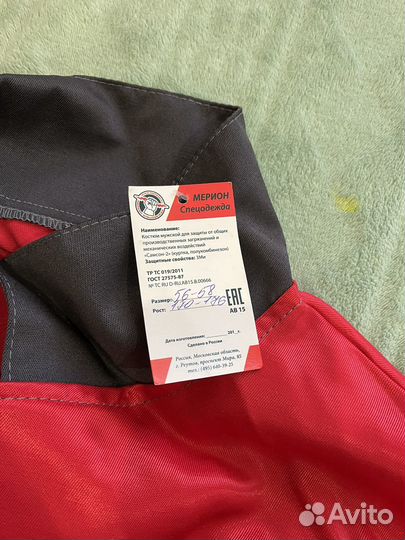 МЕРИОН
Спецодежда
Наименование:
Костюм мужской для защиты от общих
производственных загрязнений и
механических воздействий
«Самсон-2» (куртка, полукомбинезон)
Защитные свойства: ЗМи
ТР ТС 019/2011
ГОСТ 27575-87
№ ТС RU D-RU.АВ15.В.00666
Размер: 56-58
Рост: 170-176
ЕАС
АВ 15
Дата изготовления 201_г.
Сделано в России
Россия, Московская область,
г. Реутов, проспект Мира, 85
тел.: (495) 640-39-25
Avito